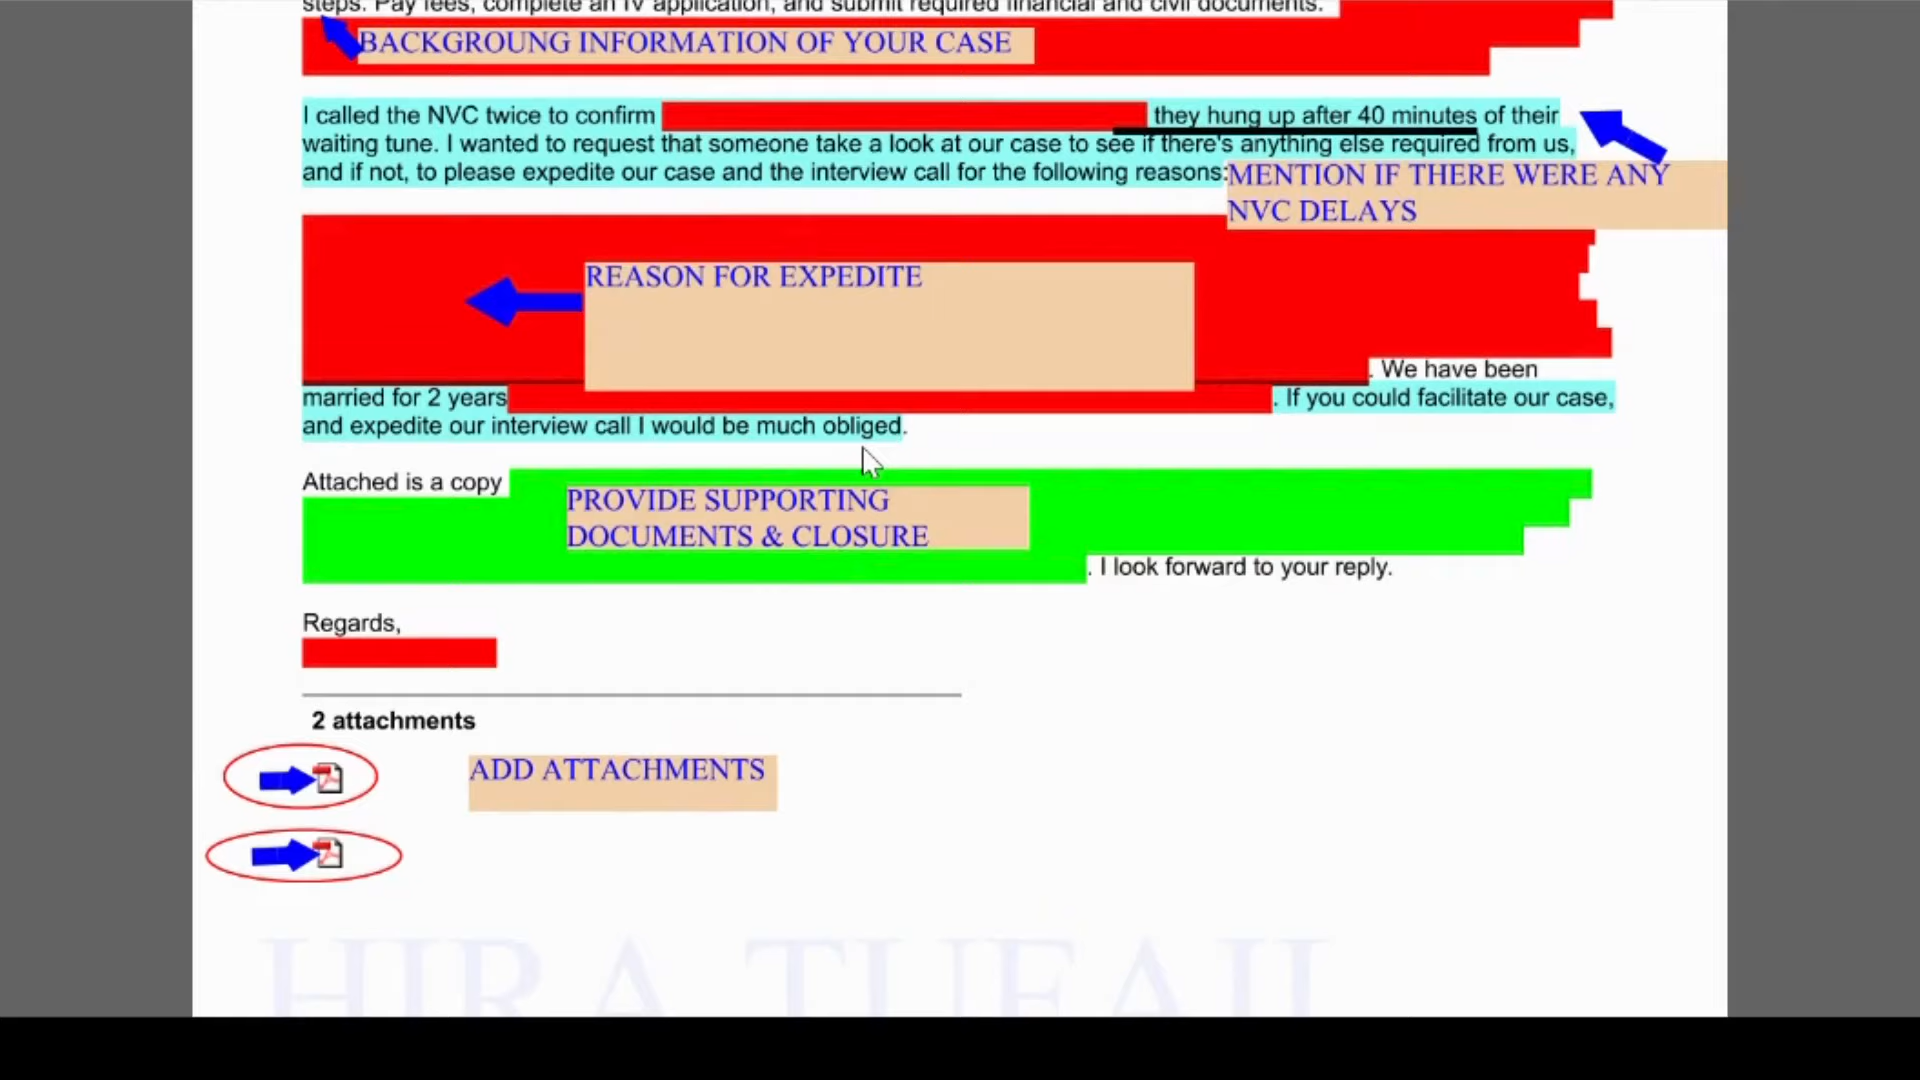 steps. Pay fees, complete an IV application, and submit required financial and civil documents.
BACKGROUNG INFORMATION OF YOUR CASE
I called the NVC twice to confirm they hung up after 40 minutes of their
waiting tune. I wanted to request that someone take a look at our case to see if there's anything else required from us,
and if not, to please expedite our case and the interview call for the following reasons:
MENTION IF THERE WERE ANY
NVC DELAYS
REASON FOR EXPEDITE
. We have been
married for 2 years . If you could facilitate our case,
and expedite our interview call I would be much obliged.
Attached is a copy
PROVIDE SUPPORTING
DOCUMENTS & CLOSURE
. I look forward to your reply.
Regards,
2 attachments
ADD ATTACHMENTS
HIRA TUFAIL